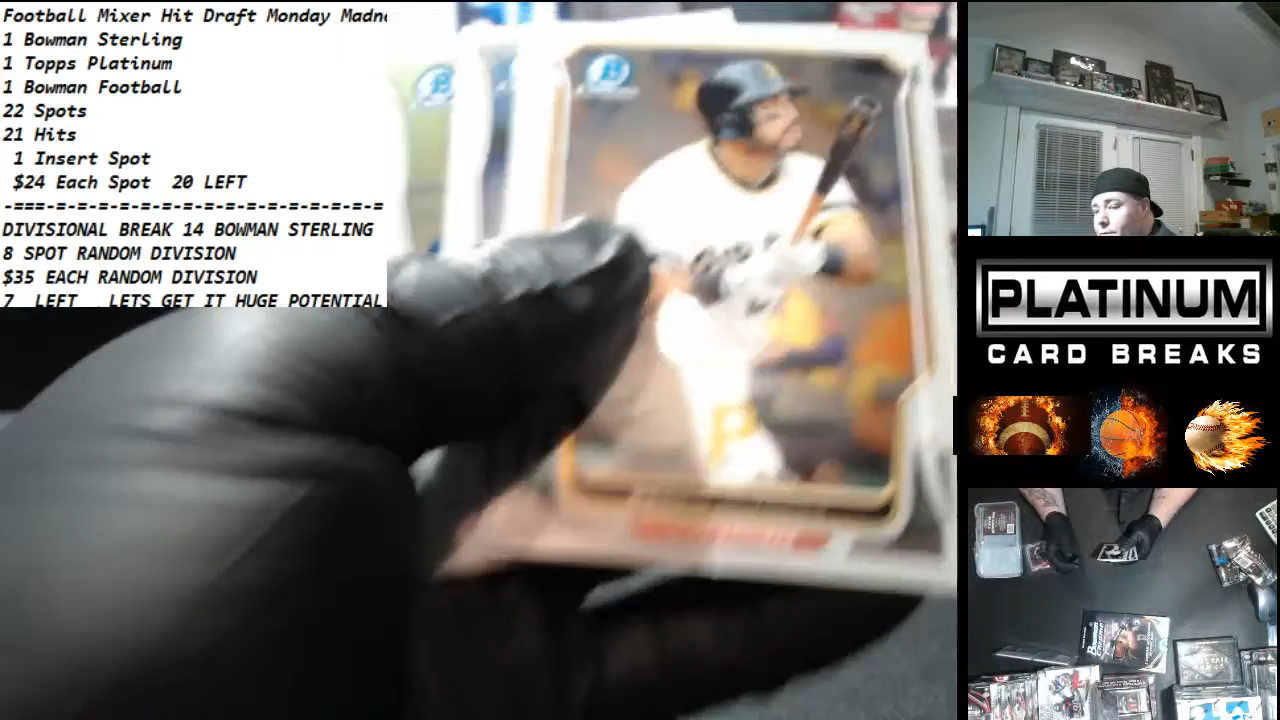 Football Mixer Hit Draft Monday Madn
1 Bowman Sterling
1 Topps Platinum
1 Bowman Football
22 Spots
21 Hits
1 Insert Spot
$24 Each Spot 20 LEFT
-===-=-=-=-=-=-=-=-=-=-=-=-=-=-=-=-=
DIVISIONAL BREAK 14 BOWMAN STERLING
8 SPOT RANDOM DIVISION
$35 EACH RANDOM DIVISION
7 LEFT LETS GET IT HUGE POTENTIAL
PLATINUM
CARD BREAKS